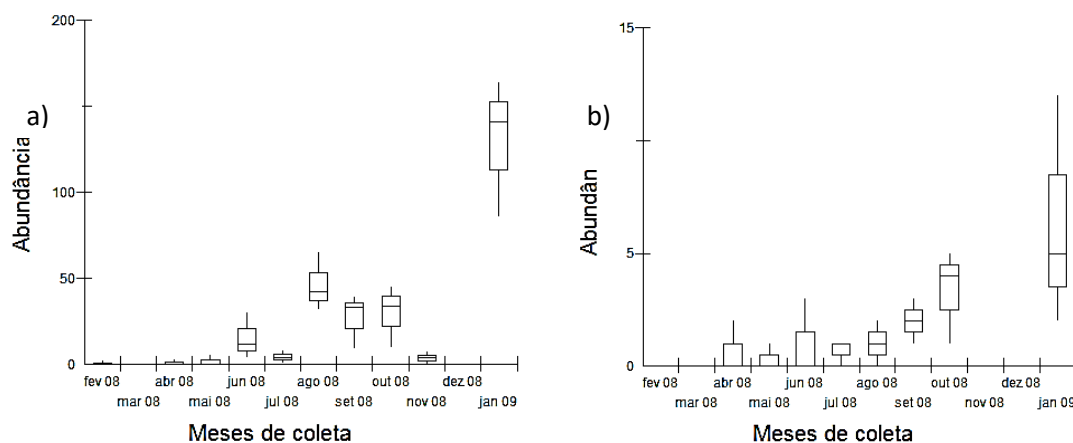 a)
Abundância
200
100
50
0
fev 08 abr 08 jun 08 ago 08 out 08 dez 08
mar 08 mai 08 jul 08 set 08 nov 08 jan 09
Meses de coleta
b)
Abundân
15
5
0
fev 08 abr 08 jun 08 ago 08 out 08 dez 08
mar 08 mai 08 jul 08 set 08 nov 08 jan 09
Meses de coleta